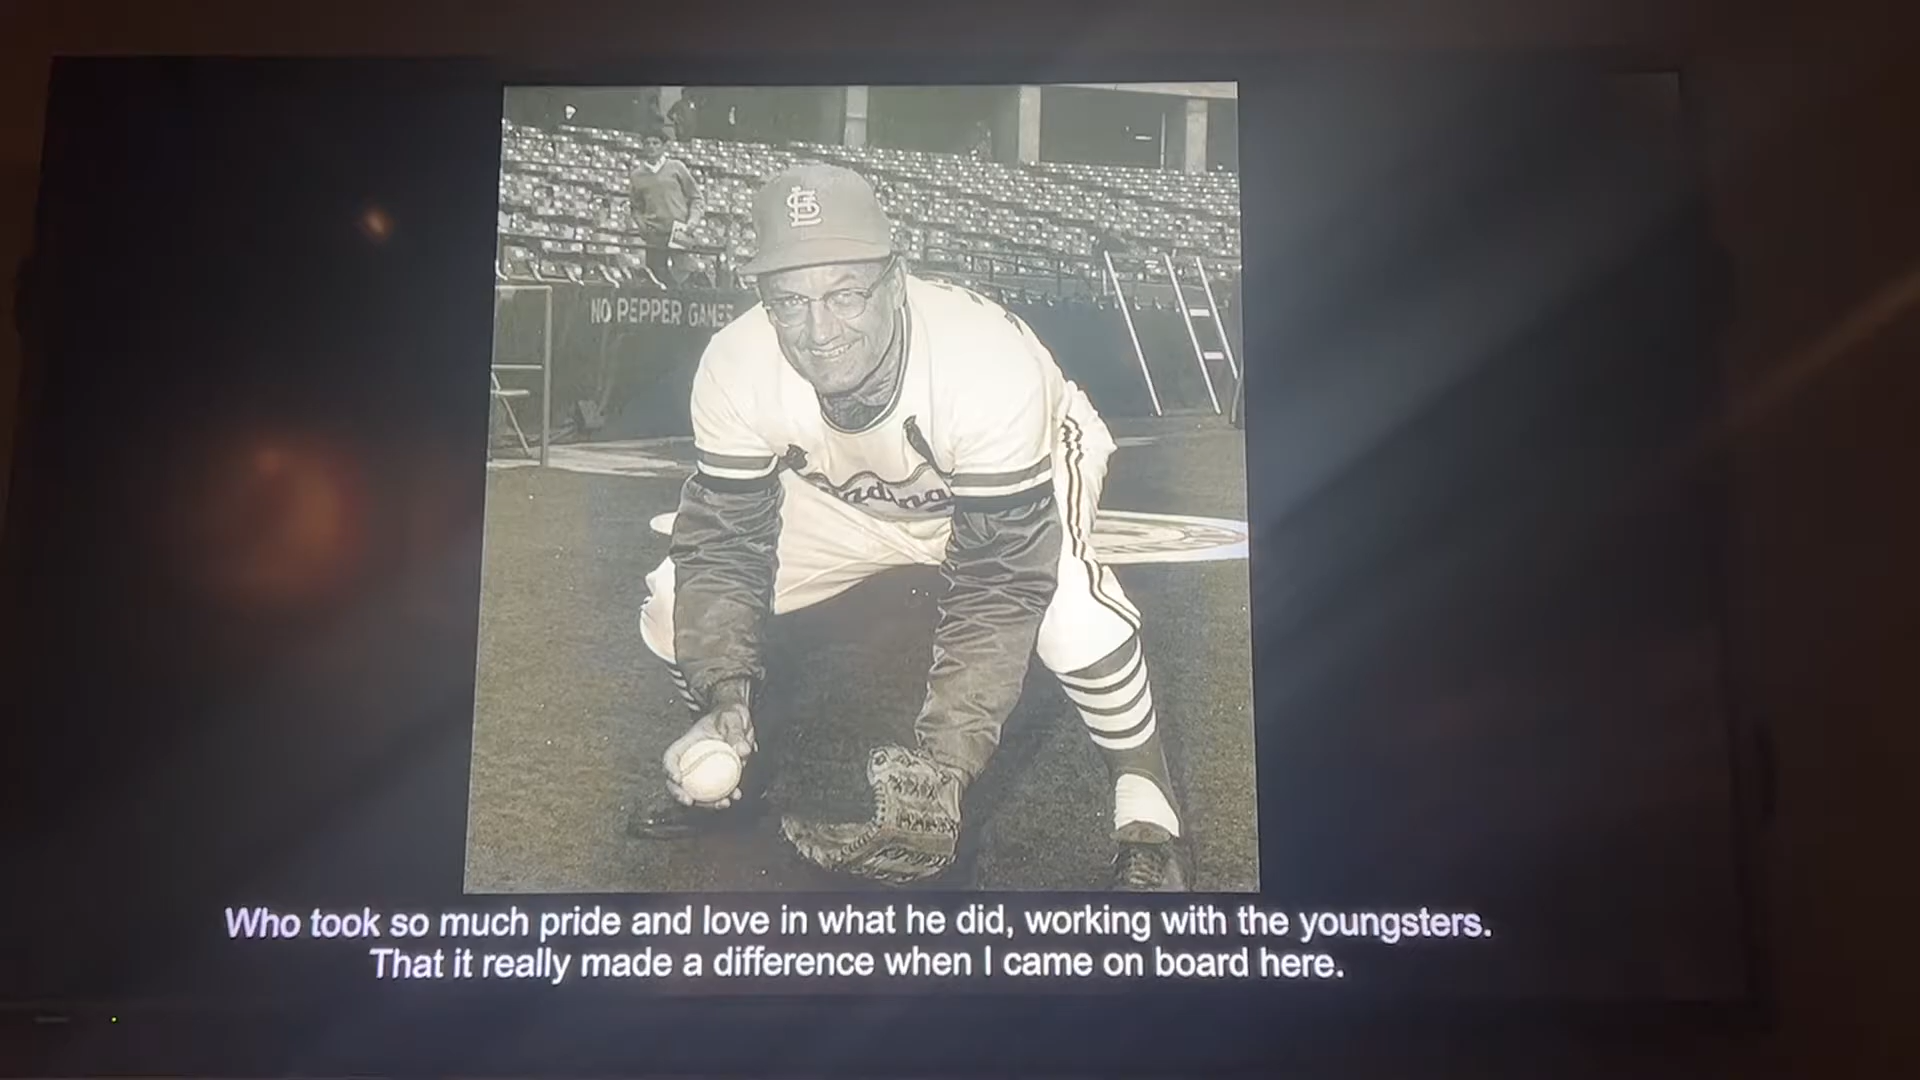 STL
NO PEPPER GAMES
Who took so much pride and love in what he did, working with the youngsters.
That it really made a difference when I came on board here.